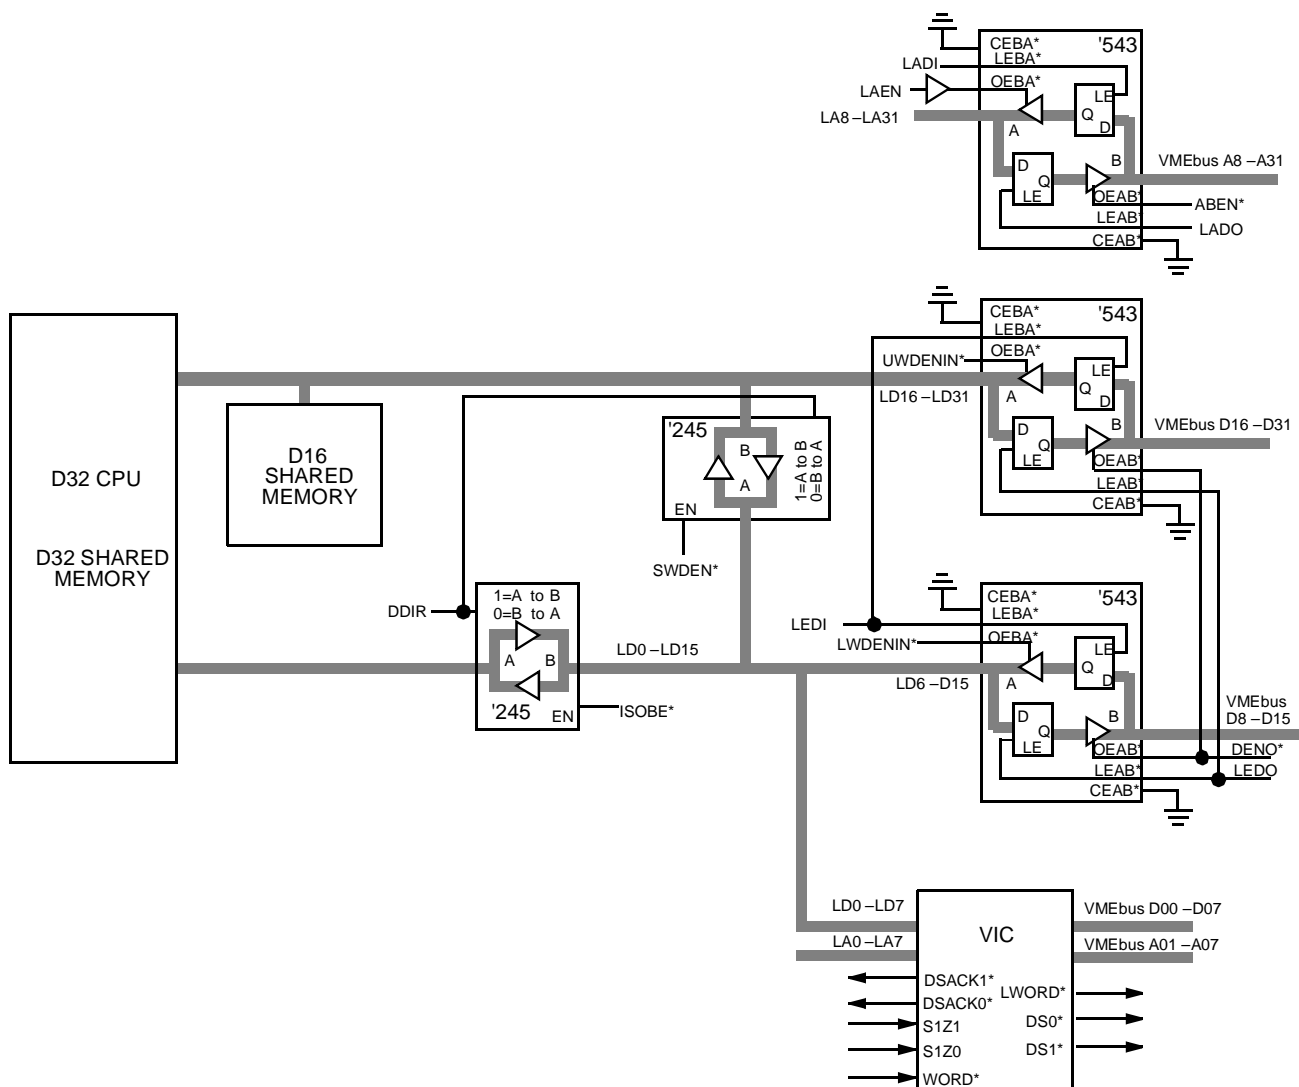 CEBA*
'543
LADI
LEBA*
LAEN
OEBA*
LE
LA8–LA31
Q
A
D
D
B
VMEbus A8–A31
Q
LE
OEAB*
ABEN*
LEAB*
LADO
CEAB*
CEBA*
'543
LEBA*
UWDENIN*
OEBA*
LE
LD16–LD31
A
Q
D
B
VMEbus D16–D31
D
Q
LE
OEAB*
LEAB*
CEAB*
'245
B
A
1=A to B
0=B to A
EN
SWDEN*
D32 CPU
D16
SHARED
MEMORY
D32 SHARED
MEMORY
DDIR
1=A to B
0=B to A
A
B
'245
EN
ISOBE*
LD0–LD15
CEBA*
'543
LEDI
LEBA*
LWDENIN*
OEBA*
LE
LD6–D15
A
Q
D
VMEbus
D8–D15
D
B
Q
LE
OEAB*
DENO*
LEAB*
LEDO
CEAB*
LD0–LD7
VMEbus D00–D07
VIC
LA0–LA7
VMEbus A01–A07
DSACK1*
LWORD*
DSACK0*
S1Z1
DS0*
S1Z0
DS1*
WORD*